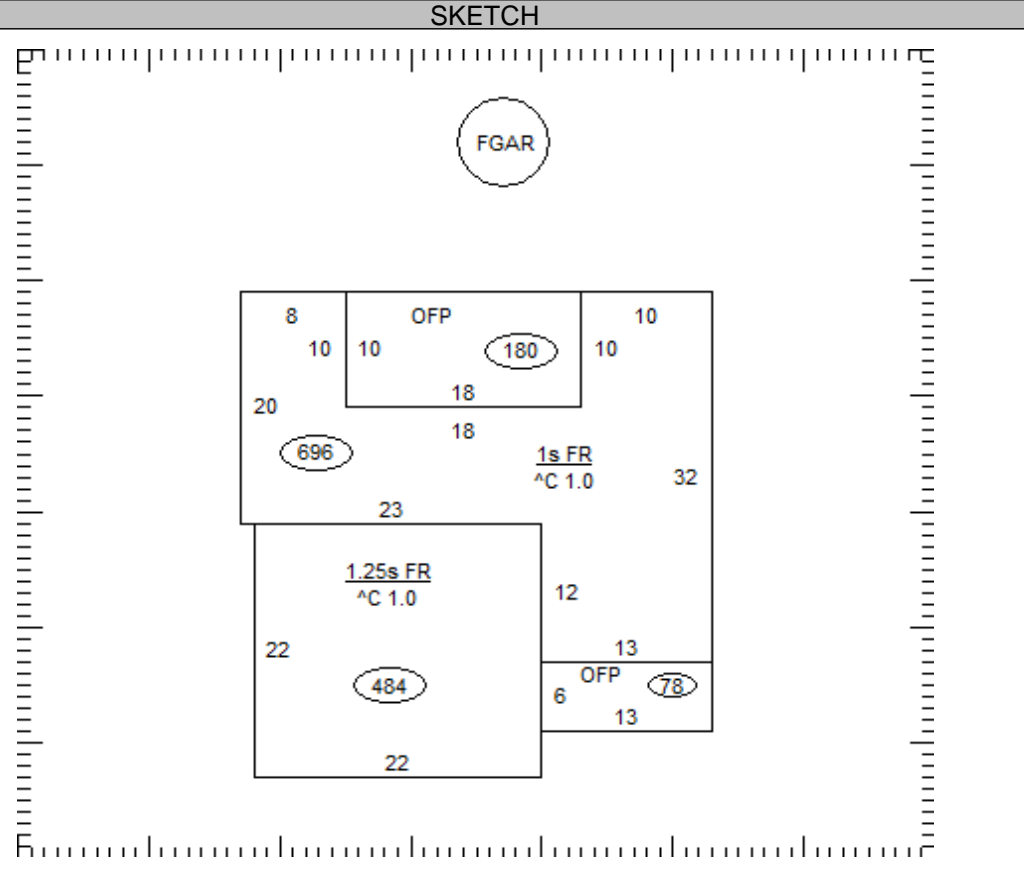 SKETCH
FGAR
8 OFP 10
10 10 180 10
18
20
18
696 1s FR
^C 1.0 32
23
1.25s FR
^C 1.0 12
22 13
OFP 78
484 6
13
22